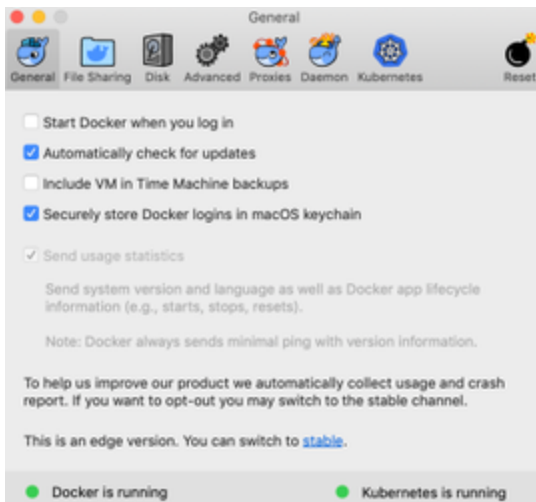 General
General File Sharing Disk Advanced Proxies Daemon Kubernetes Reset
Start Docker when you log in
Automatically check for updates
Include VM in Time Machine backups
Securely store Docker logins in macOS keychain
Send usage statistics
Send system version and language as well as Docker app lifecycle
information (e.g., starts, stops, resets).
Note: Docker always sends minimal ping with version information.
To help us improve our product we automatically collect usage and crash
report. If you want to opt-out you may switch to the stable channel.
This is an edge version. You can switch to stable.
Docker is running Kubernetes is running